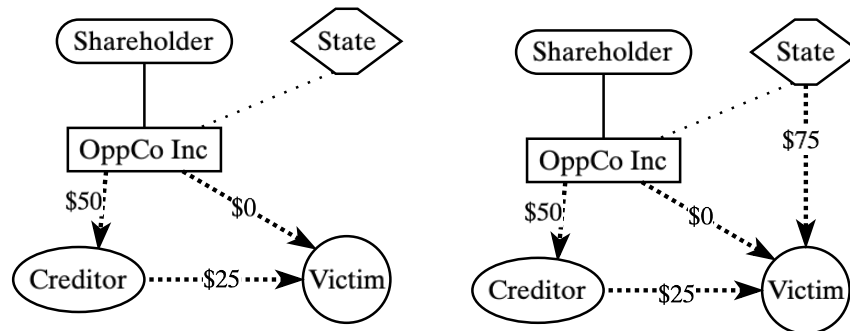 Shareholder
State
OppCo Inc
$50
$0
Creditor
$25
Victim
Shareholder
State
$75
OppCo Inc
$50
$0
Creditor
$25
Victim